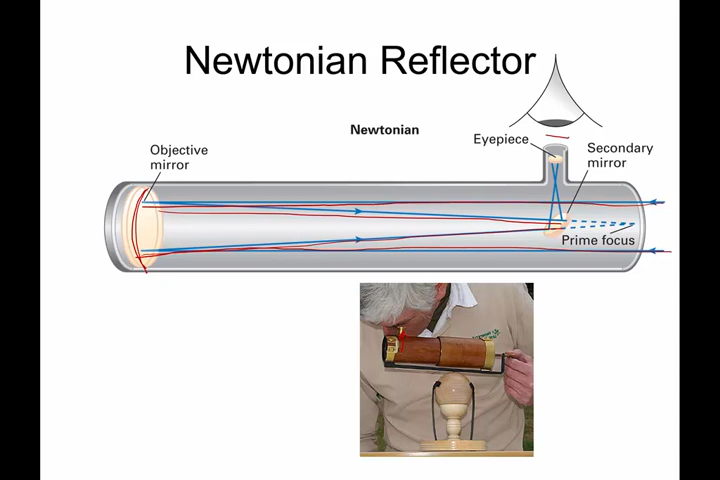 Newtonian Reflector
Newtonian
Objective
mirror
Eyepiece
Secondary
mirror
Prime focus